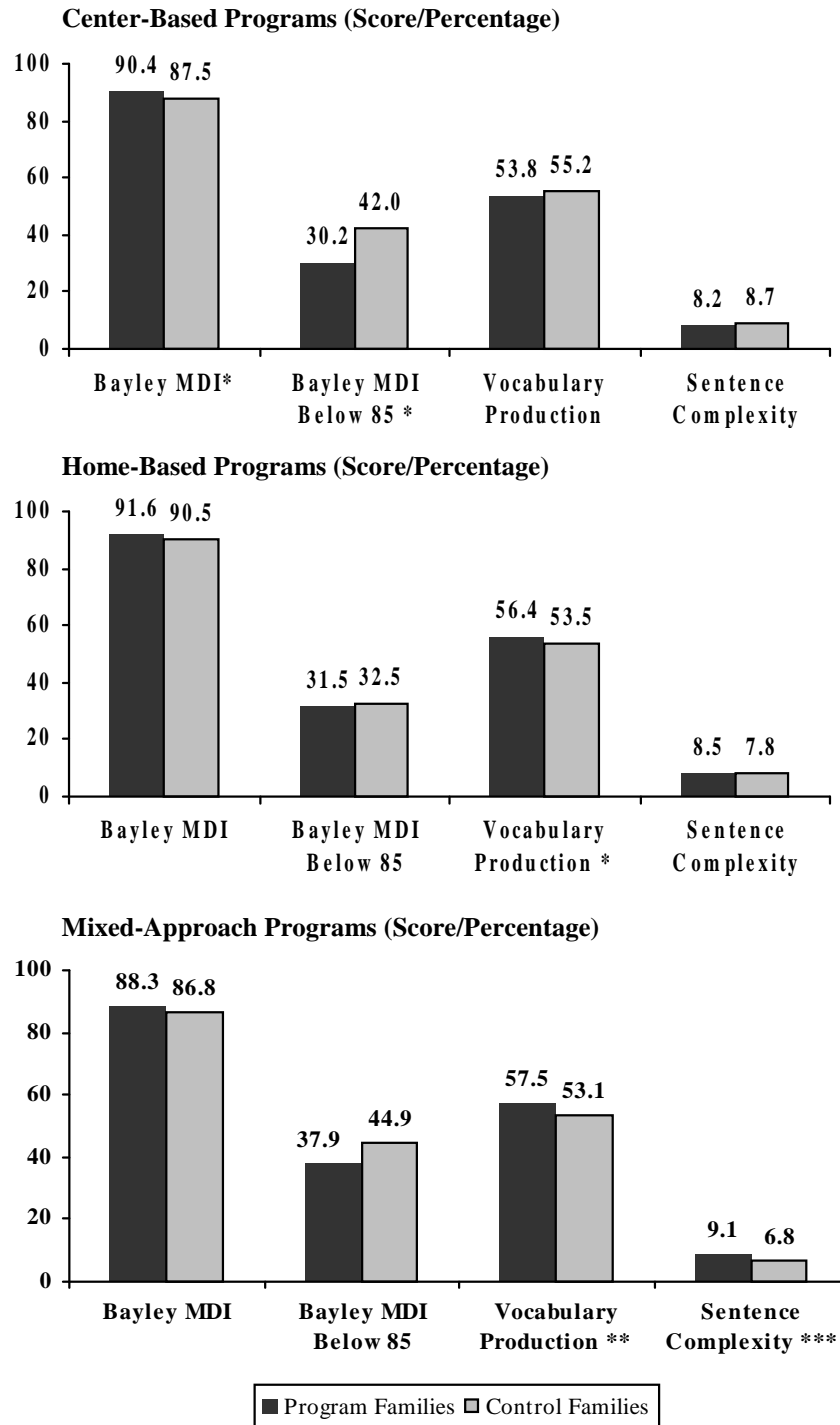 Center-Based Programs (Score/Percentage)
100
80
60
40
20
0
90.4 87.5
30.2 42.0
53.8 55.2
8.2 8.7
Bayley MDI*
Bayley MDI
Below 85 *
Vocabulary
Production
Sentence
Complexity
Home-Based Programs (Score/Percentage)
100
80
60
40
20
0
91.6 90.5
31.5 32.5
56.4 53.5
8.5 7.8
Bayley MDI
Bayley MDI
Below 85
Vocabulary
Production *
Sentence
Complexity
Mixed-Approach Programs (Score/Percentage)
100
80
60
40
20
0
88.3 86.8
37.9 44.9
57.5 53.1
9.1 6.8
Bayley MDI
Bayley MDI
Below 85
Vocabulary
Production **
Sentence
Complexity ***
Program Families Control Families